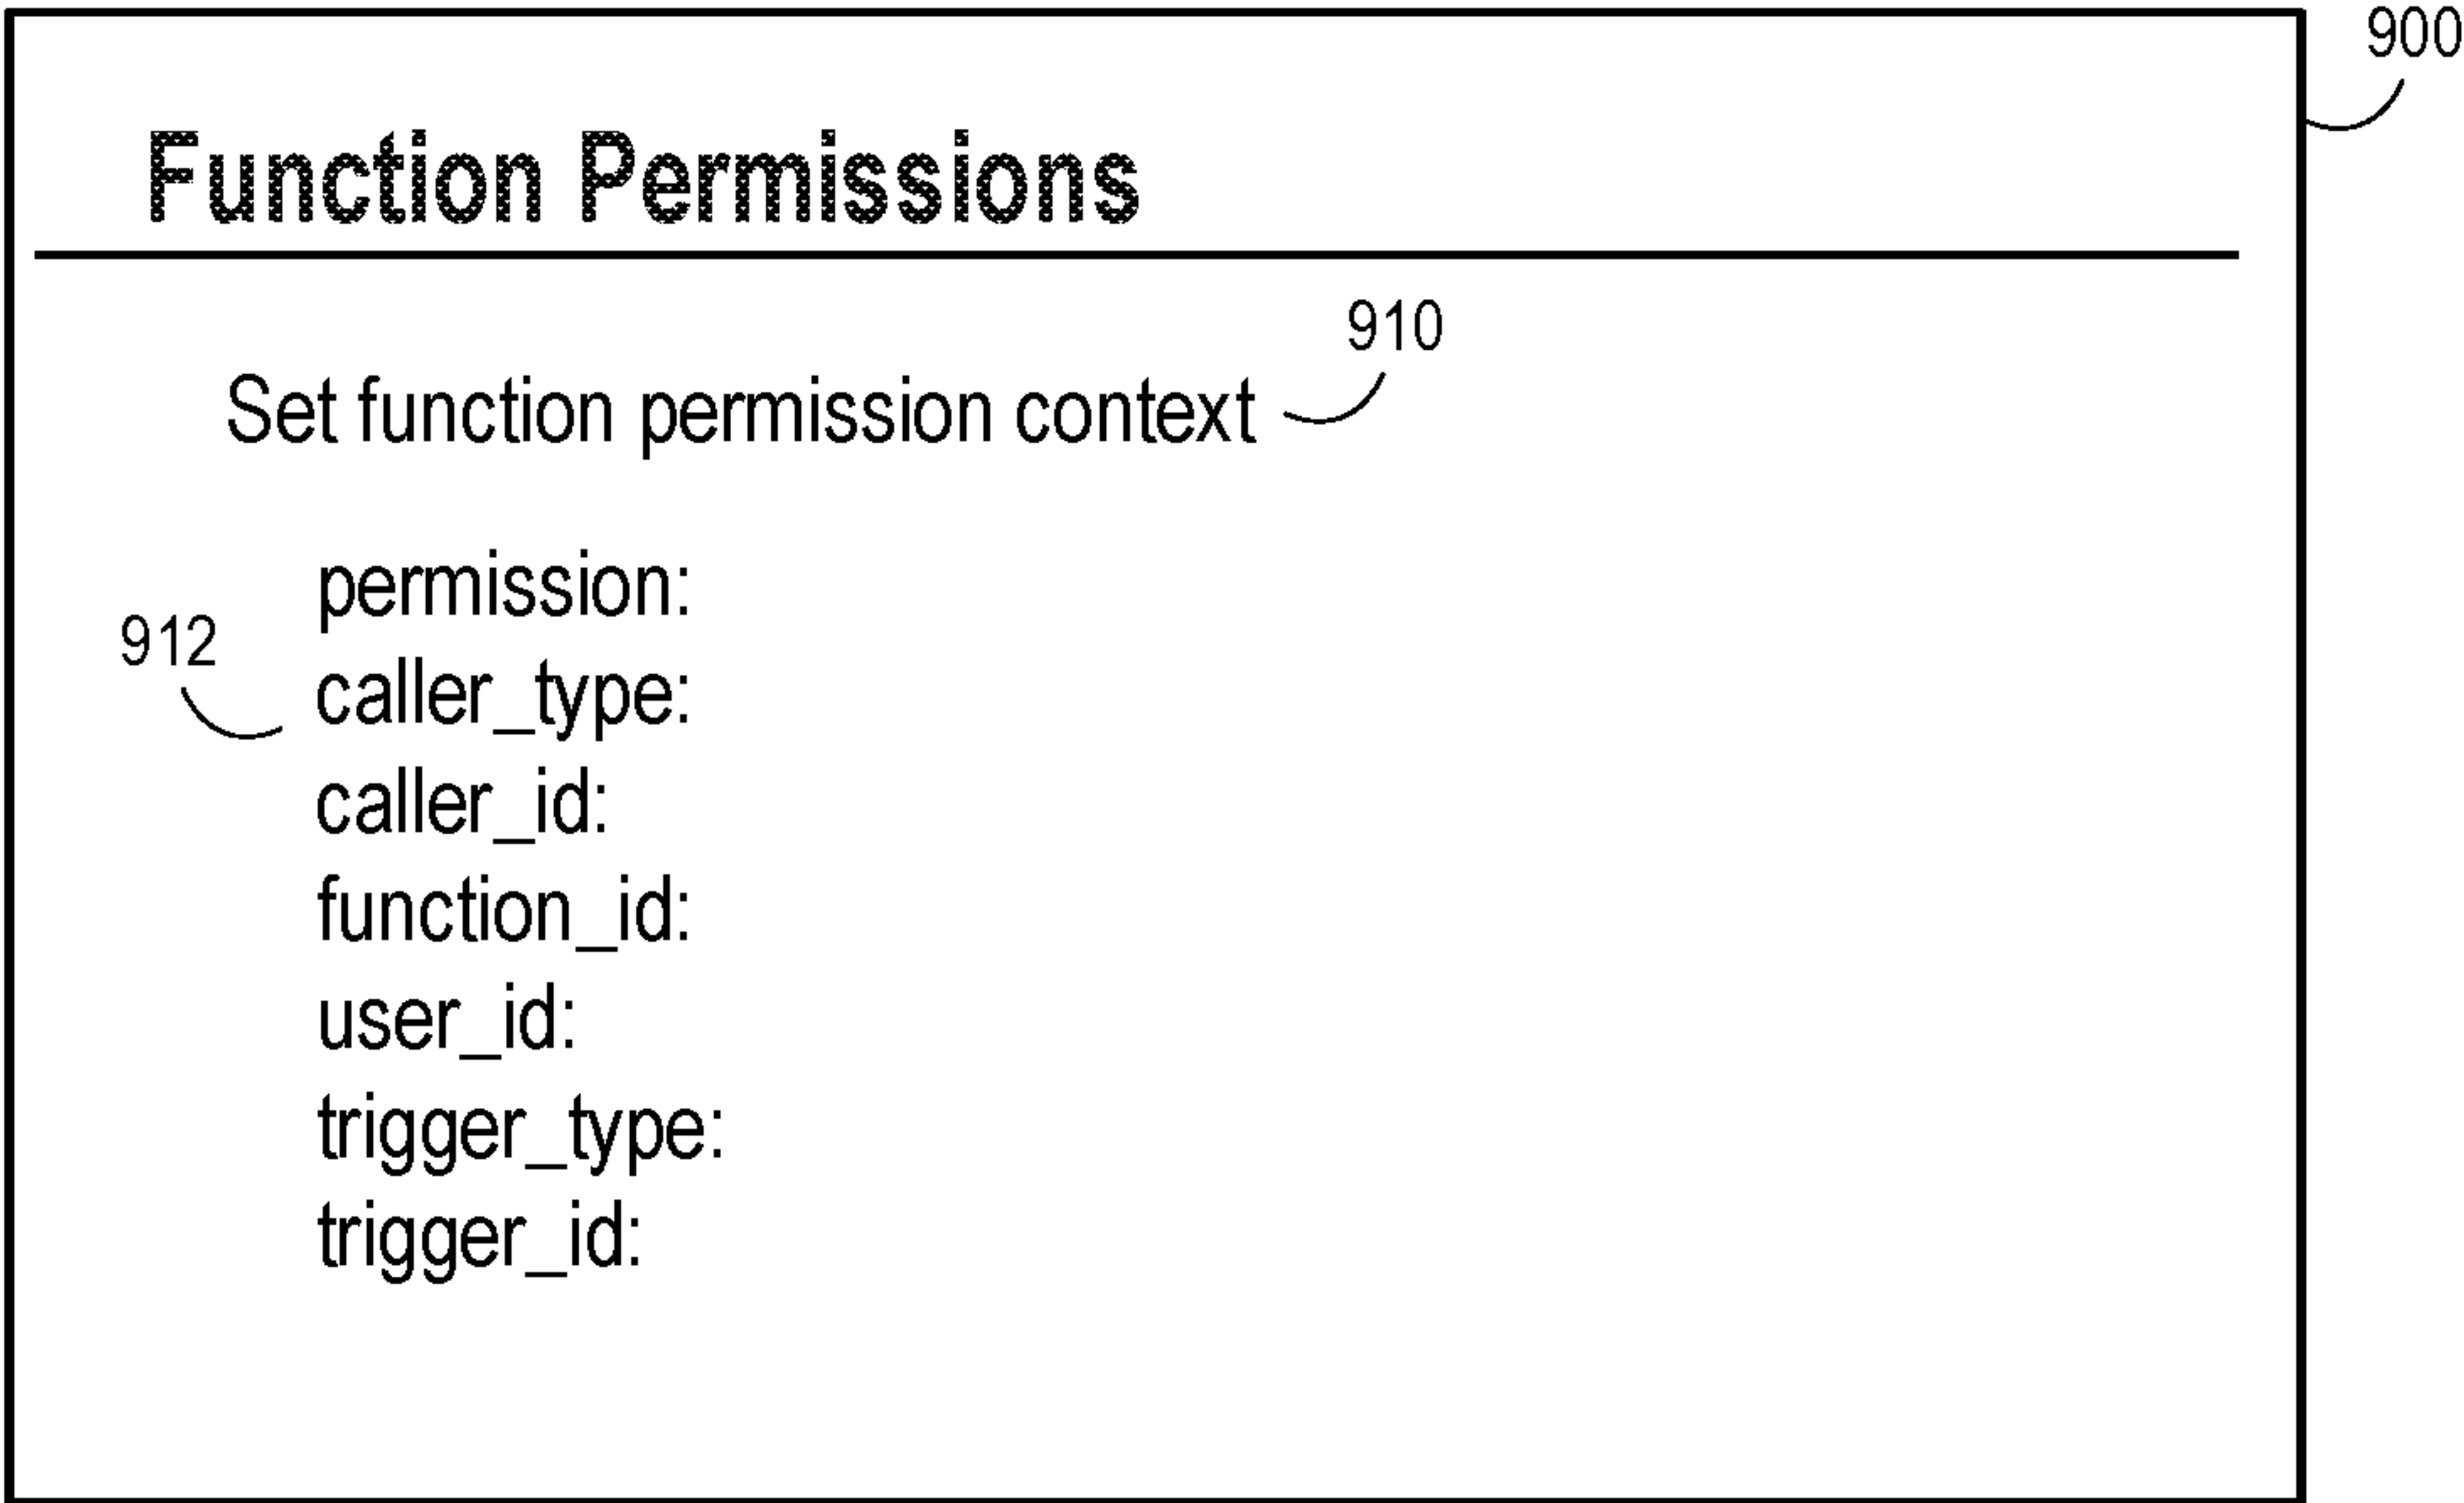 900
Function Permissions
910
Set function permission context
permission:
912
caller_type:
caller_id:
function_id:
user_id:
trigger_type:
trigger_id: